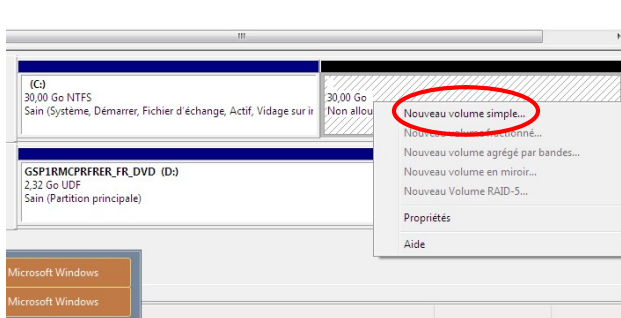 (C:)
30,00 Go NTFS
Sain (Système, Démarrer, Fichier d'échange, Actif, Vidage sur ir
30,00 Go
Non allou
Nouveau volume simple...
Nouveau volume fractionné...
Nouveau volume agrégé par bandes...
Nouveau volume en miroir...
Nouveau Volume RAID-5...
Propriétés
Aide
GSP1RMCPRFRER_FR_DVD (D:)
2,32 Go UDF
Sain (Partition principale)
Microsoft Windows
Microsoft Windows